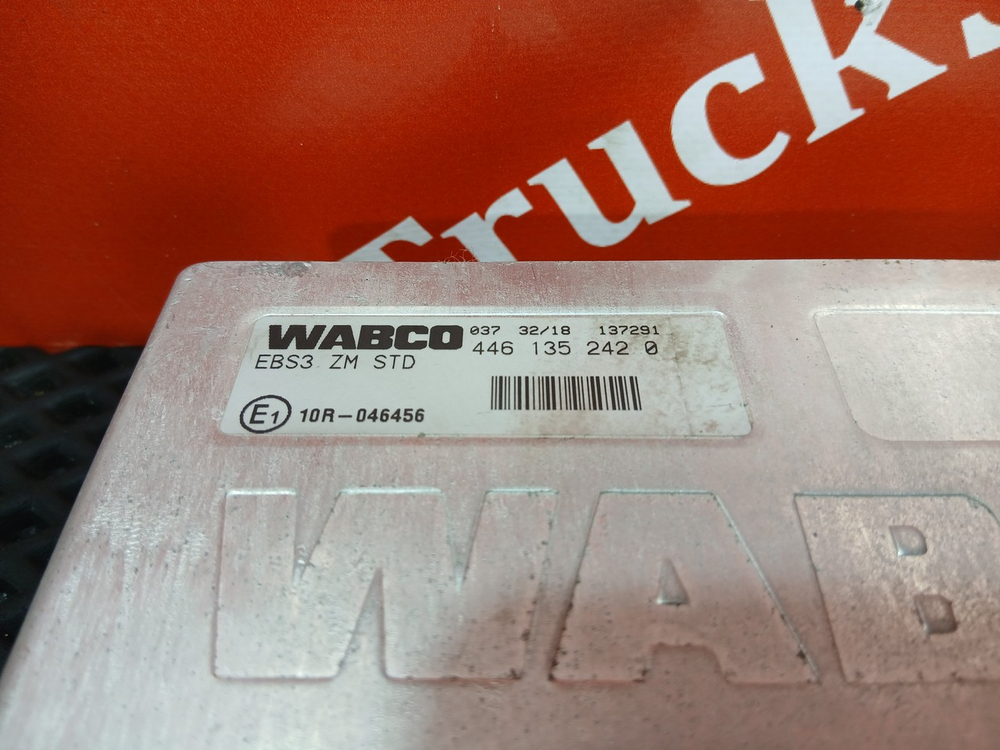 Truck.
WABCO 037 32/18 137291
446 135 242 0
EBS3 ZM STD
E1 10R-046456
WAB